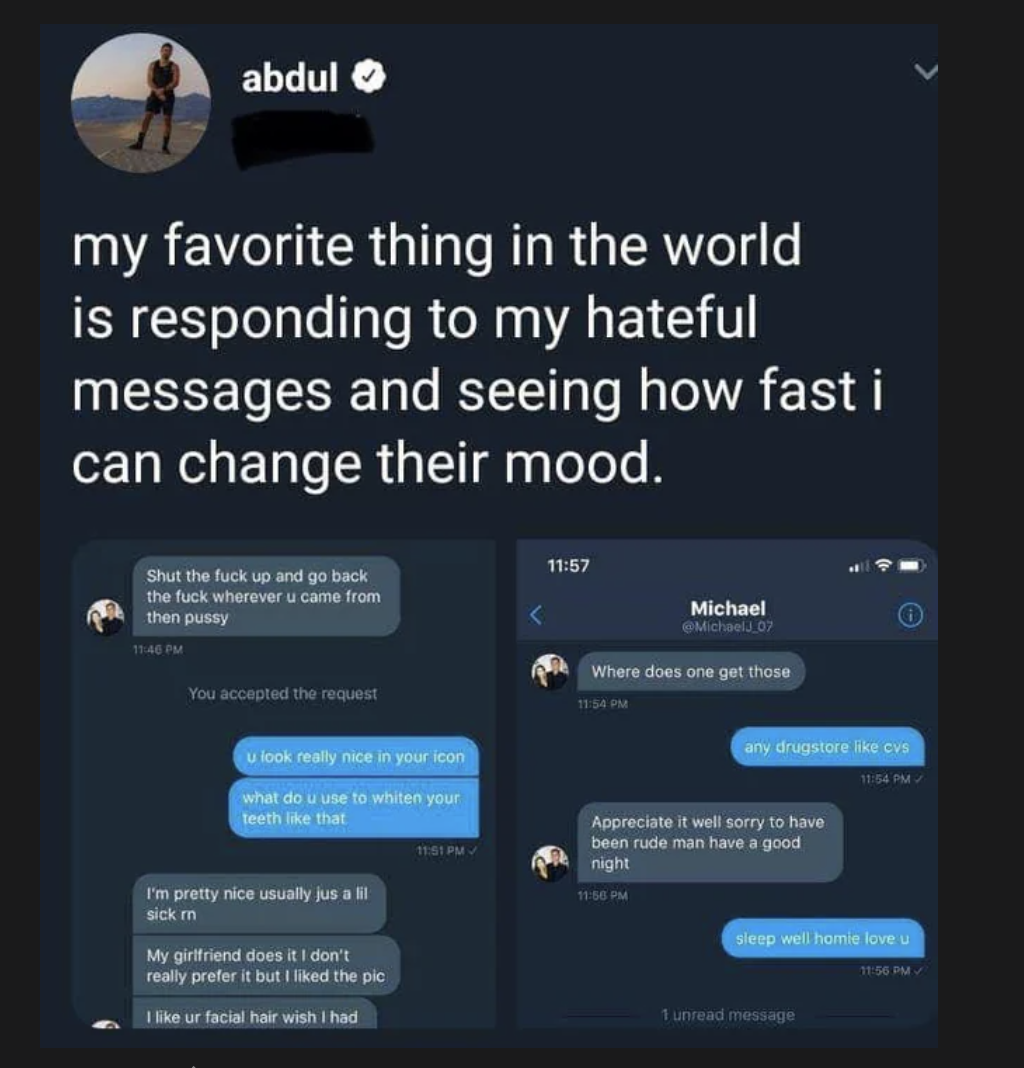 abdul
my favorite thing in the world
is responding to my hateful
messages and seeing how fast i
can change their mood.
Shut the fuck up and go back
the fuck wherever u came from
then pussy
11:46 PM
You accepted the request
u look really nice in your icon
what do u use to whiten your
teeth like that
11:51 PM ✓
I'm pretty nice usually jus a lil
sick rn
My girlfriend does it I don't
really prefer it but I liked the pic
I like ur facial hair wish I had
11:57
Michael
@MichaelJ_07
Where does one get those
11:54 PM
any drugstore like cvs
11:54 PM ✓
Appreciate it well sorry to have
been rude man have a good
night
11:56 PM
sleep well homie love u
11:56 PM ✓
1 unread message